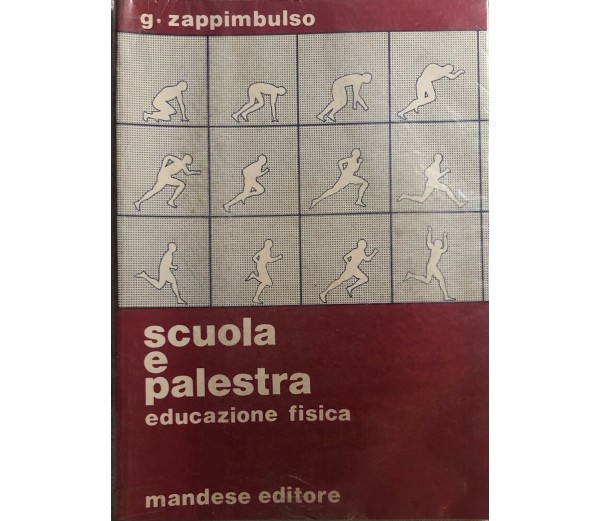 g. zappimbulso
scuola
e
palestra
educazione fisica
mandese editore